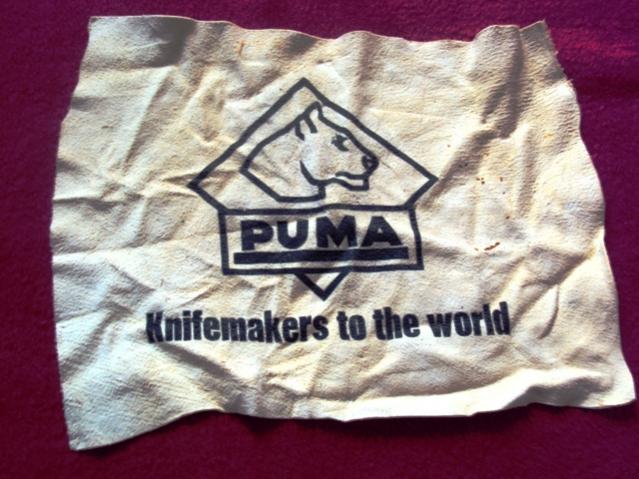 PUMA
Knifemakers to the world